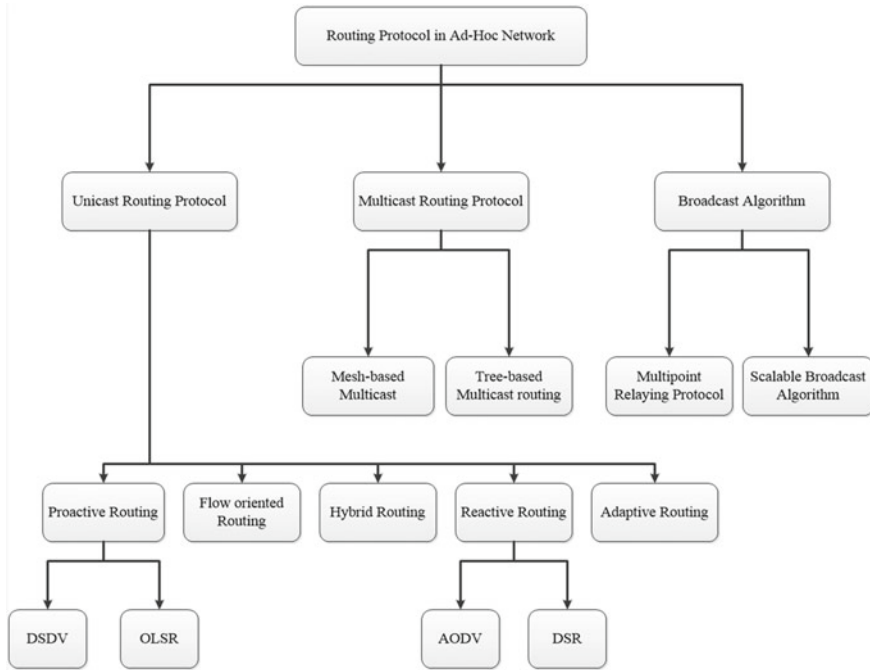 Routing Protocol in Ad-Hoc Network
Unicast Routing Protocol
Multicast Routing Protocol
Broadcast Algorithm
Mesh-based
Multicast
Tree-based
Multicast routing
Multipoint
Relaying Protocol
Scalable Broadcast
Algorithm
Proactive Routing
Flow oriented
Routing
Hybrid Routing
Reactive Routing
Adaptive Routing
DSDV
OLSR
AODV
DSR